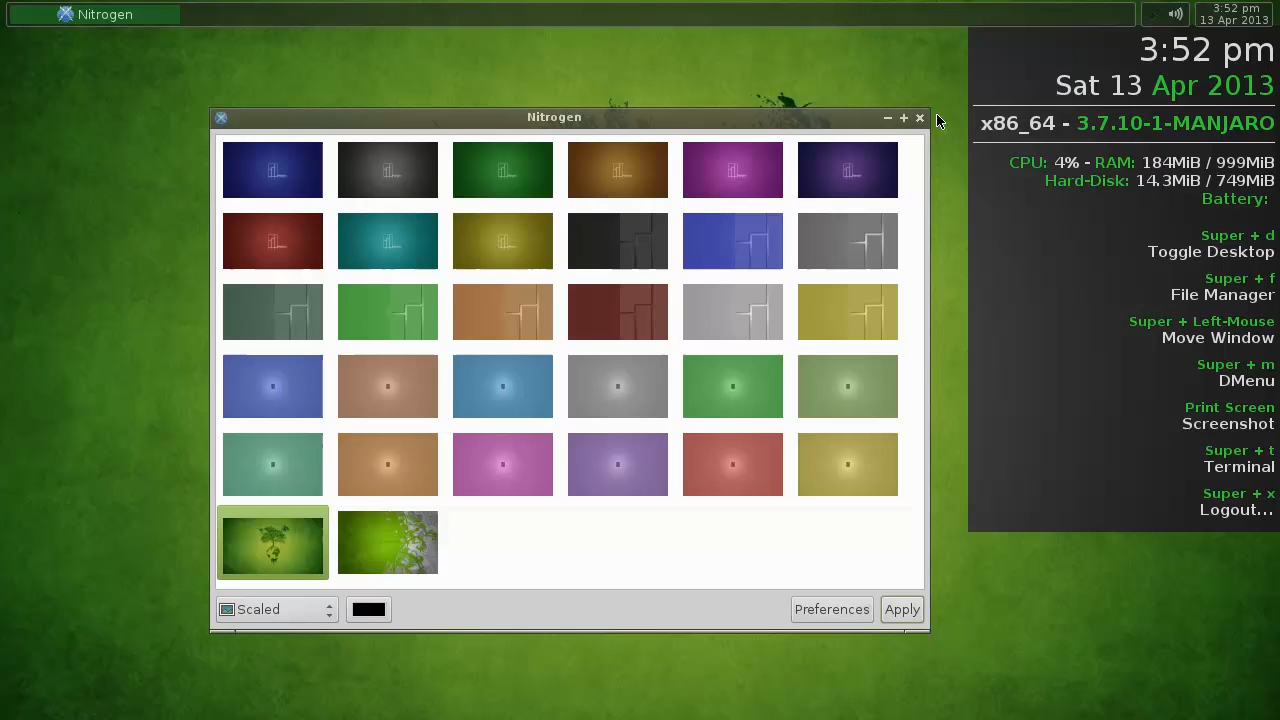 Nitrogen
3:52 pm
13 Apr 2013
3:52 pm
Sat 13 Apr 2013
x86_64 - 3.7.10-1-MANJARO
CPU: 4% - RAM: 184MiB / 999MiB
Hard-Disk: 14.3MiB / 749MiB
Battery:
Super + d
Toggle Desktop
Super + f
File Manager
Super + Left-Mouse
Move Window
Super + m
DMenu
Print Screen
Screenshot
Super + t
Terminal
Super + x
Logout...
Nitrogen
Scaled
Preferences
Apply